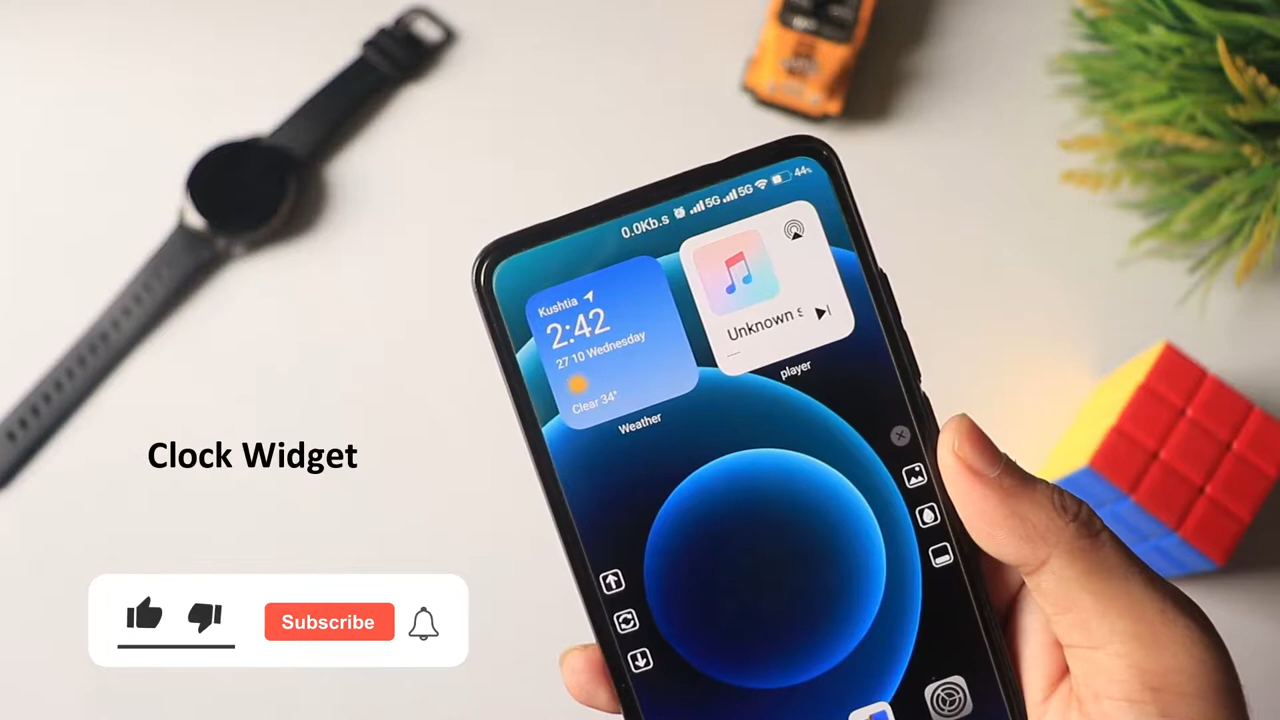 0.0Kb.s 5G 5G 44%
Kushtia
2:42
27 10 Wednesday
Clear 34°
Weather
Unknown s
player
Clock Widget
Subscribe